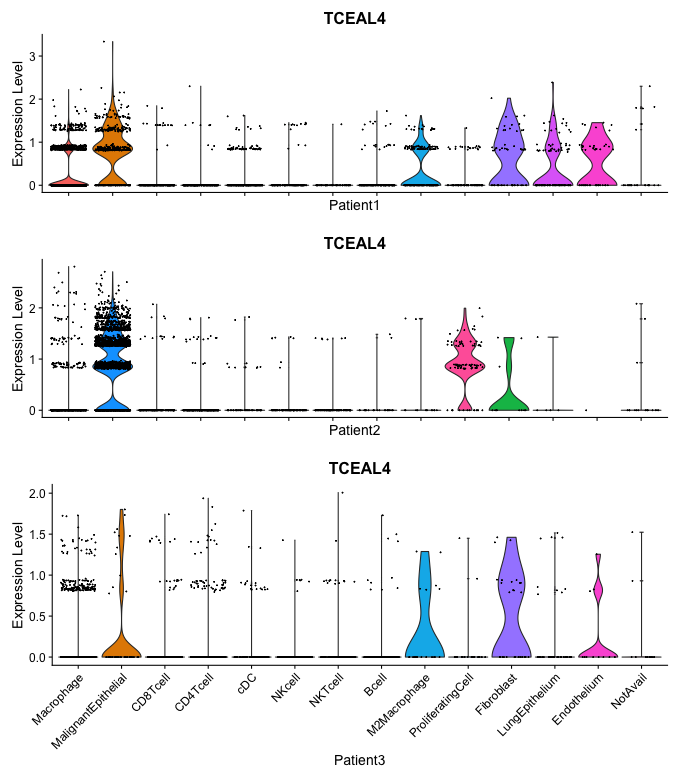 TCEAL4
Expression Level
3
2
1
0
Patient1
TCEAL4
Expression Level
2
1
0
Patient2
TCEAL4
Expression Level
2.0
1.5
1.0
0.5
0.0
Macrophage
MalignantEpithelial
CD8Tcell
CD4Tcell
cDC
NKcell
NKTcell
Bcell
M2Macrophage
ProliferatingCell
Fibroblast
LungEpithelium
Endothelium
NotAvail
Patient3